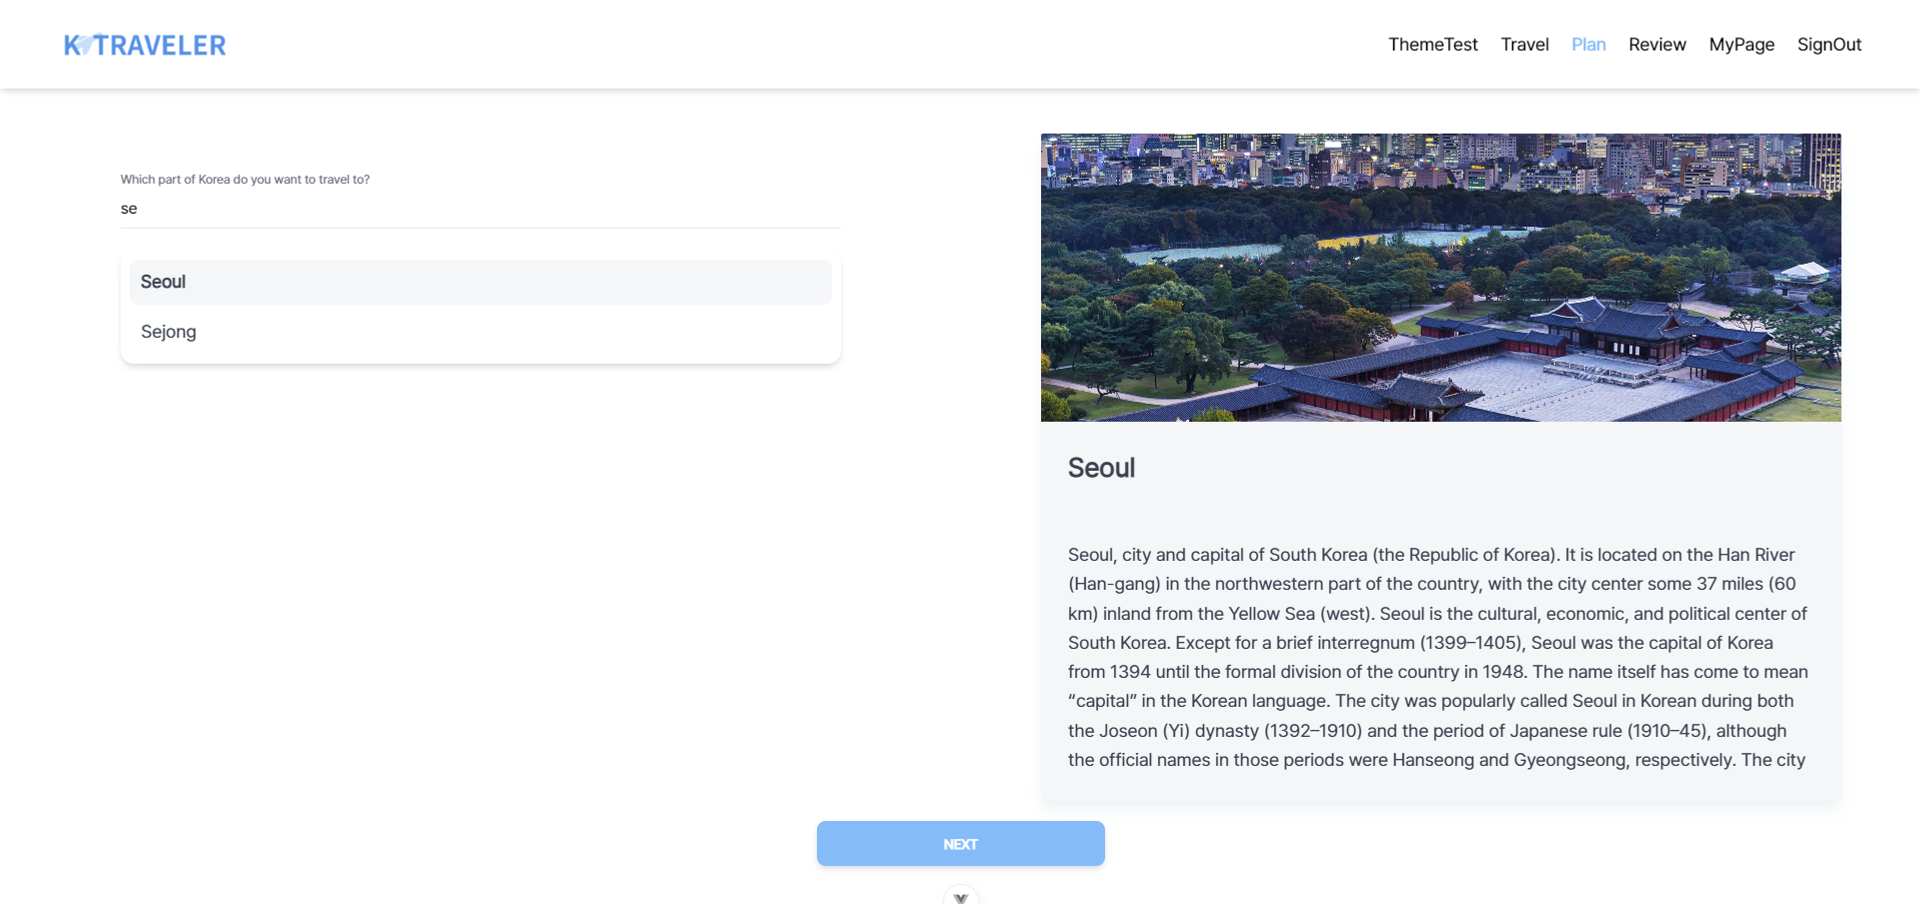 K TRAVELER
ThemeTest Travel Plan Review MyPage SignOut
Which part of Korea do you want to travel to?
se
Seoul
Sejong
Seoul
Seoul, city and capital of South Korea (the Republic of Korea). It is located on the Han River
(Han-gang) in the northwestern part of the country, with the city center some 37 miles (60
km) inland from the Yellow Sea (west). Seoul is the cultural, economic, and political center of
South Korea. Except for a brief interregnum (1399–1405), Seoul was the capital of Korea
from 1394 until the formal division of the country in 1948. The name itself has come to mean
“capital” in the Korean language. The city was popularly called Seoul in Korean during both
the Joseon (Yi) dynasty (1392–1910) and the period of Japanese rule (1910–45), although
the official names in those periods were Hanseong and Gyeongseong, respectively. The city
NEXT